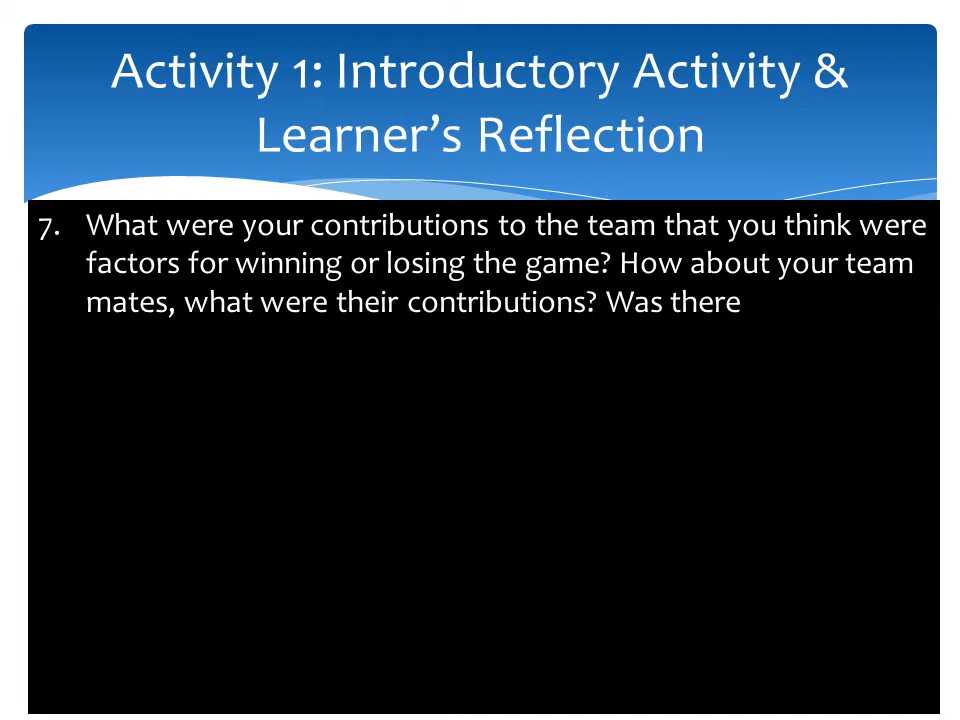 Activity 1: Introductory Activity &
Learner’s Reflection
7. What were your contributions to the team that you think were
factors for winning or losing the game? How about your team
mates, what were their contributions? Was there